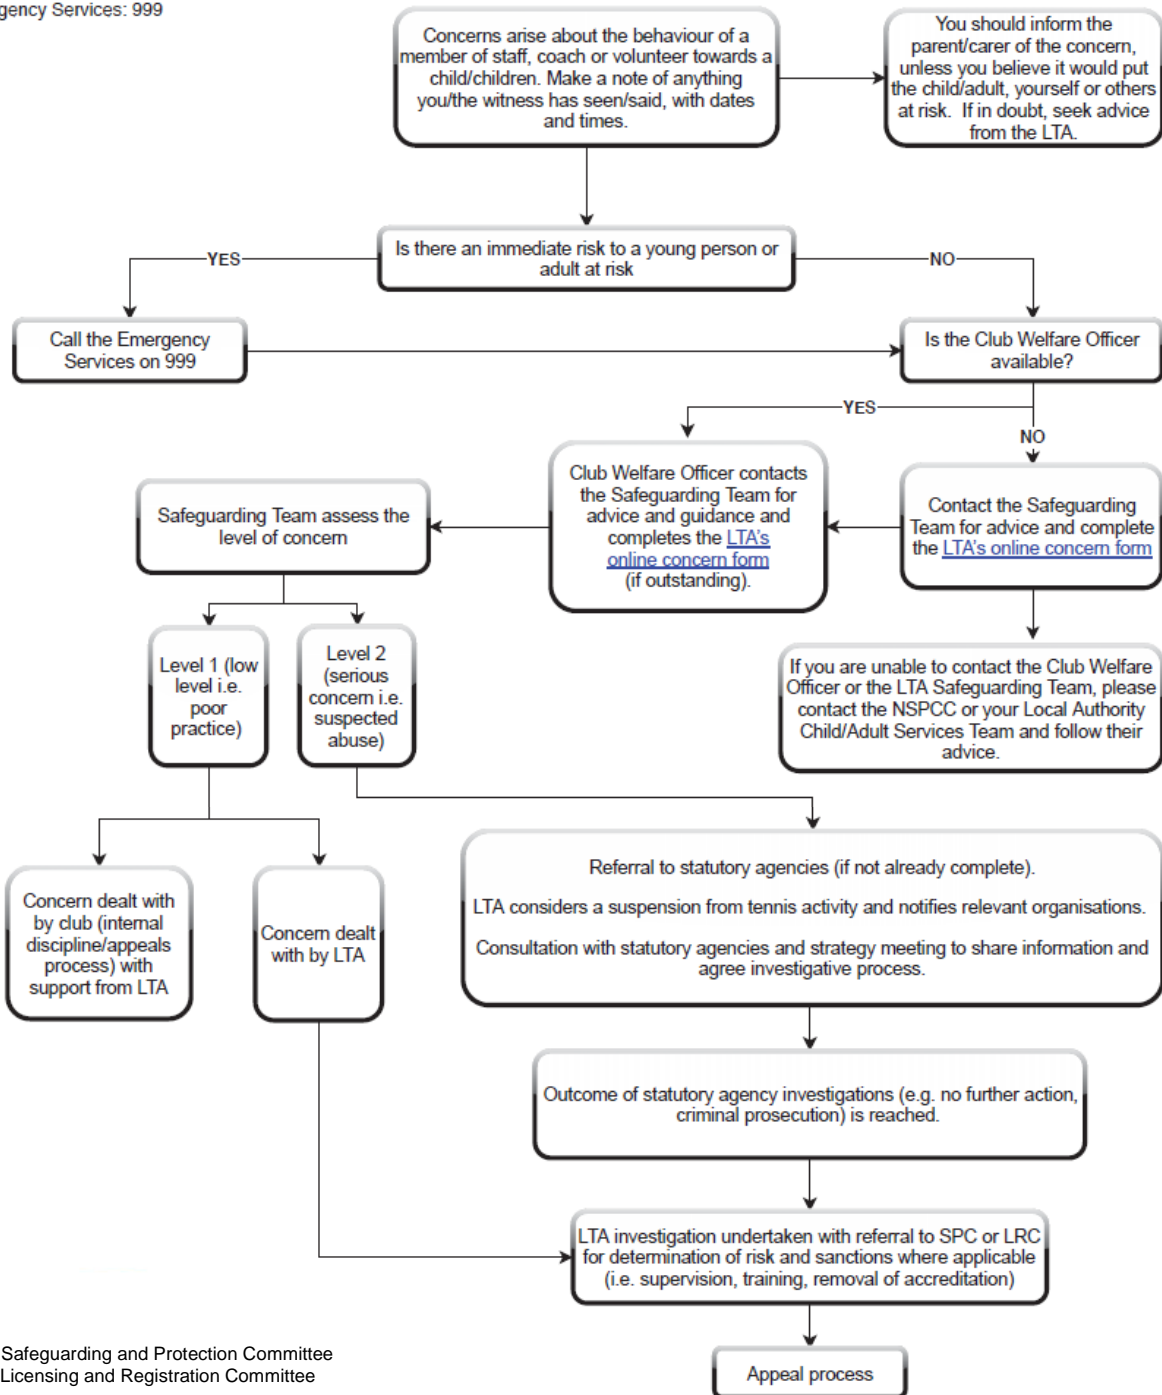 gency Services: 999
Concerns arise about the behaviour of a
member of staff, coach or volunteer towards a
child/children. Make a note of anything
you/the witness has seen/said, with dates
and times.
You should inform the
parent/carer of the concern,
unless you believe it would put
the child/adult, yourself or others
at risk. If in doubt, seek advice
from the LTA.
Is there an immediate risk to a young person or
adult at risk
YES
NO
Call the Emergency
Services on 999
Is the Club Welfare Officer
available?
YES
NO
Club Welfare Officer contacts
the Safeguarding Team for
advice and guidance and
completes the LTA's
online concern form
(if outstanding).
Contact the Safeguarding
Team for advice and complete
the LTA's online concern form
Safeguarding Team assess the
level of concern
Level 1 (low
level i.e.
poor
practice)
Level 2
(serious
concern i.e.
suspected
abuse)
If you are unable to contact the Club Welfare
Officer or the LTA Safeguarding Team, please
contact the NSPCC or your Local Authority
Child/Adult Services Team and follow their
advice.
Concern dealt with
by club (internal
discipline/appeals
process) with
support from LTA
Concern dealt
with by LTA
Referral to statutory agencies (if not already complete).
LTA considers a suspension from tennis activity and notifies relevant organisations.
Consultation with statutory agencies and strategy meeting to share information and
agree investigative process.
Outcome of statutory agency investigations (e.g. no further action,
criminal prosecution) is reached.
LTA investigation undertaken with referral to SPC or LRC
for determination of risk and sanctions where applicable
(i.e. supervision, training, removal of accreditation)
Appeal process
Safeguarding and Protection Committee
Licensing and Registration Committee